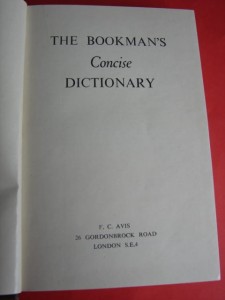 THE BOOKMAN'S
Concise
DICTIONARY
F. C. AVIS
26 GORDONBROCK ROAD
LONDON S.E.4